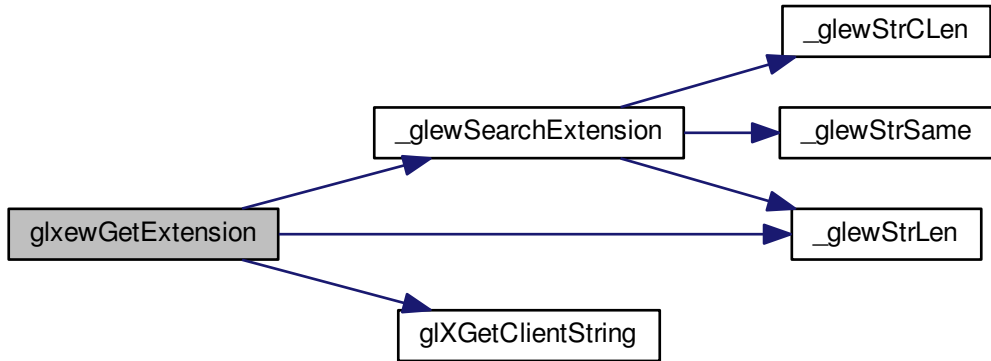 _glewStrCLen
_glewSearchExtension
_glewStrSame
glxewGetExtension
_glewStrLen
glXGetClientString